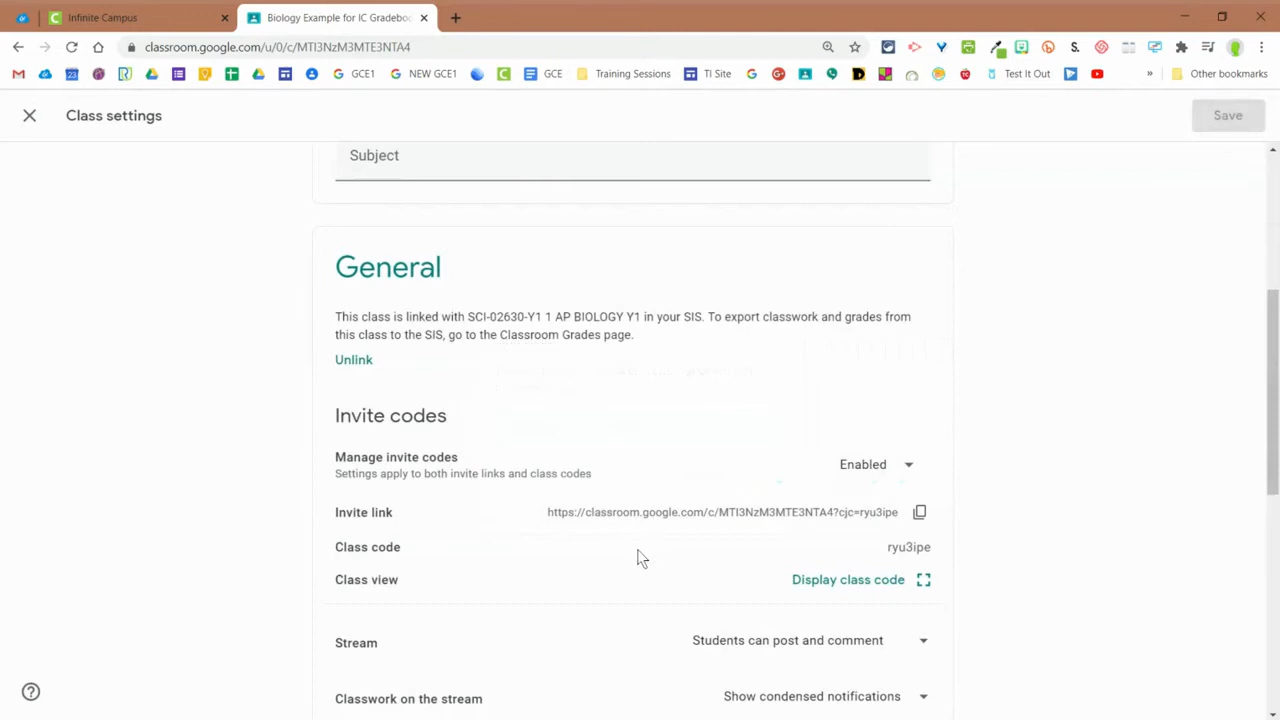 Infinite Campus
Biology Example for IC Gradeboo
classroom.google.com/u/0/c/MTI3NzM3MTE3NTA4
GCE1
NEW GCE1
GCE
Training Sessions
TI Site
Test It Out
Other bookmarks
Class settings
Save
Subject
General
This class is linked with SCI-02630-Y1 1 AP BIOLOGY Y1 in your SIS. To export classwork and grades from
this class to the SIS, go to the Classroom Grades page.
Unlink
Invite codes
Manage invite codes
Enabled
Settings apply to both invite links and class codes
Invite link
https://classroom.google.com/c/MTI3NzM3MTE3NTA4?cjc=ryu3ipe
Class code
ryu3ipe
Class view
Display class code
Stream
Students can post and comment
Classwork on the stream
Show condensed notifications